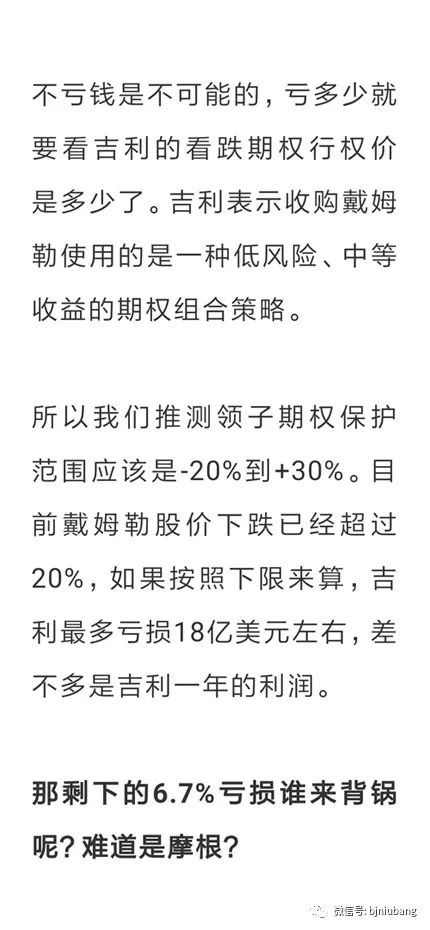 不亏钱是不可能的，亏多少就
要看吉利的看跌期权行权价
是多少了。吉利表示收购戴姆
勒使用的是一种低风险、中等
收益的期权组合策略。
所以我们推测领子期权保护
范围应该是-20%到+30%。目
前戴姆勒股价下跌已经超过
20%，如果按照下限来算，吉
利最多亏损18亿美元左右，差
不多是吉利一年的利润。
那剩下的6.7%亏损谁来背锅
呢？难道是摩根？
微信号: bjniubang